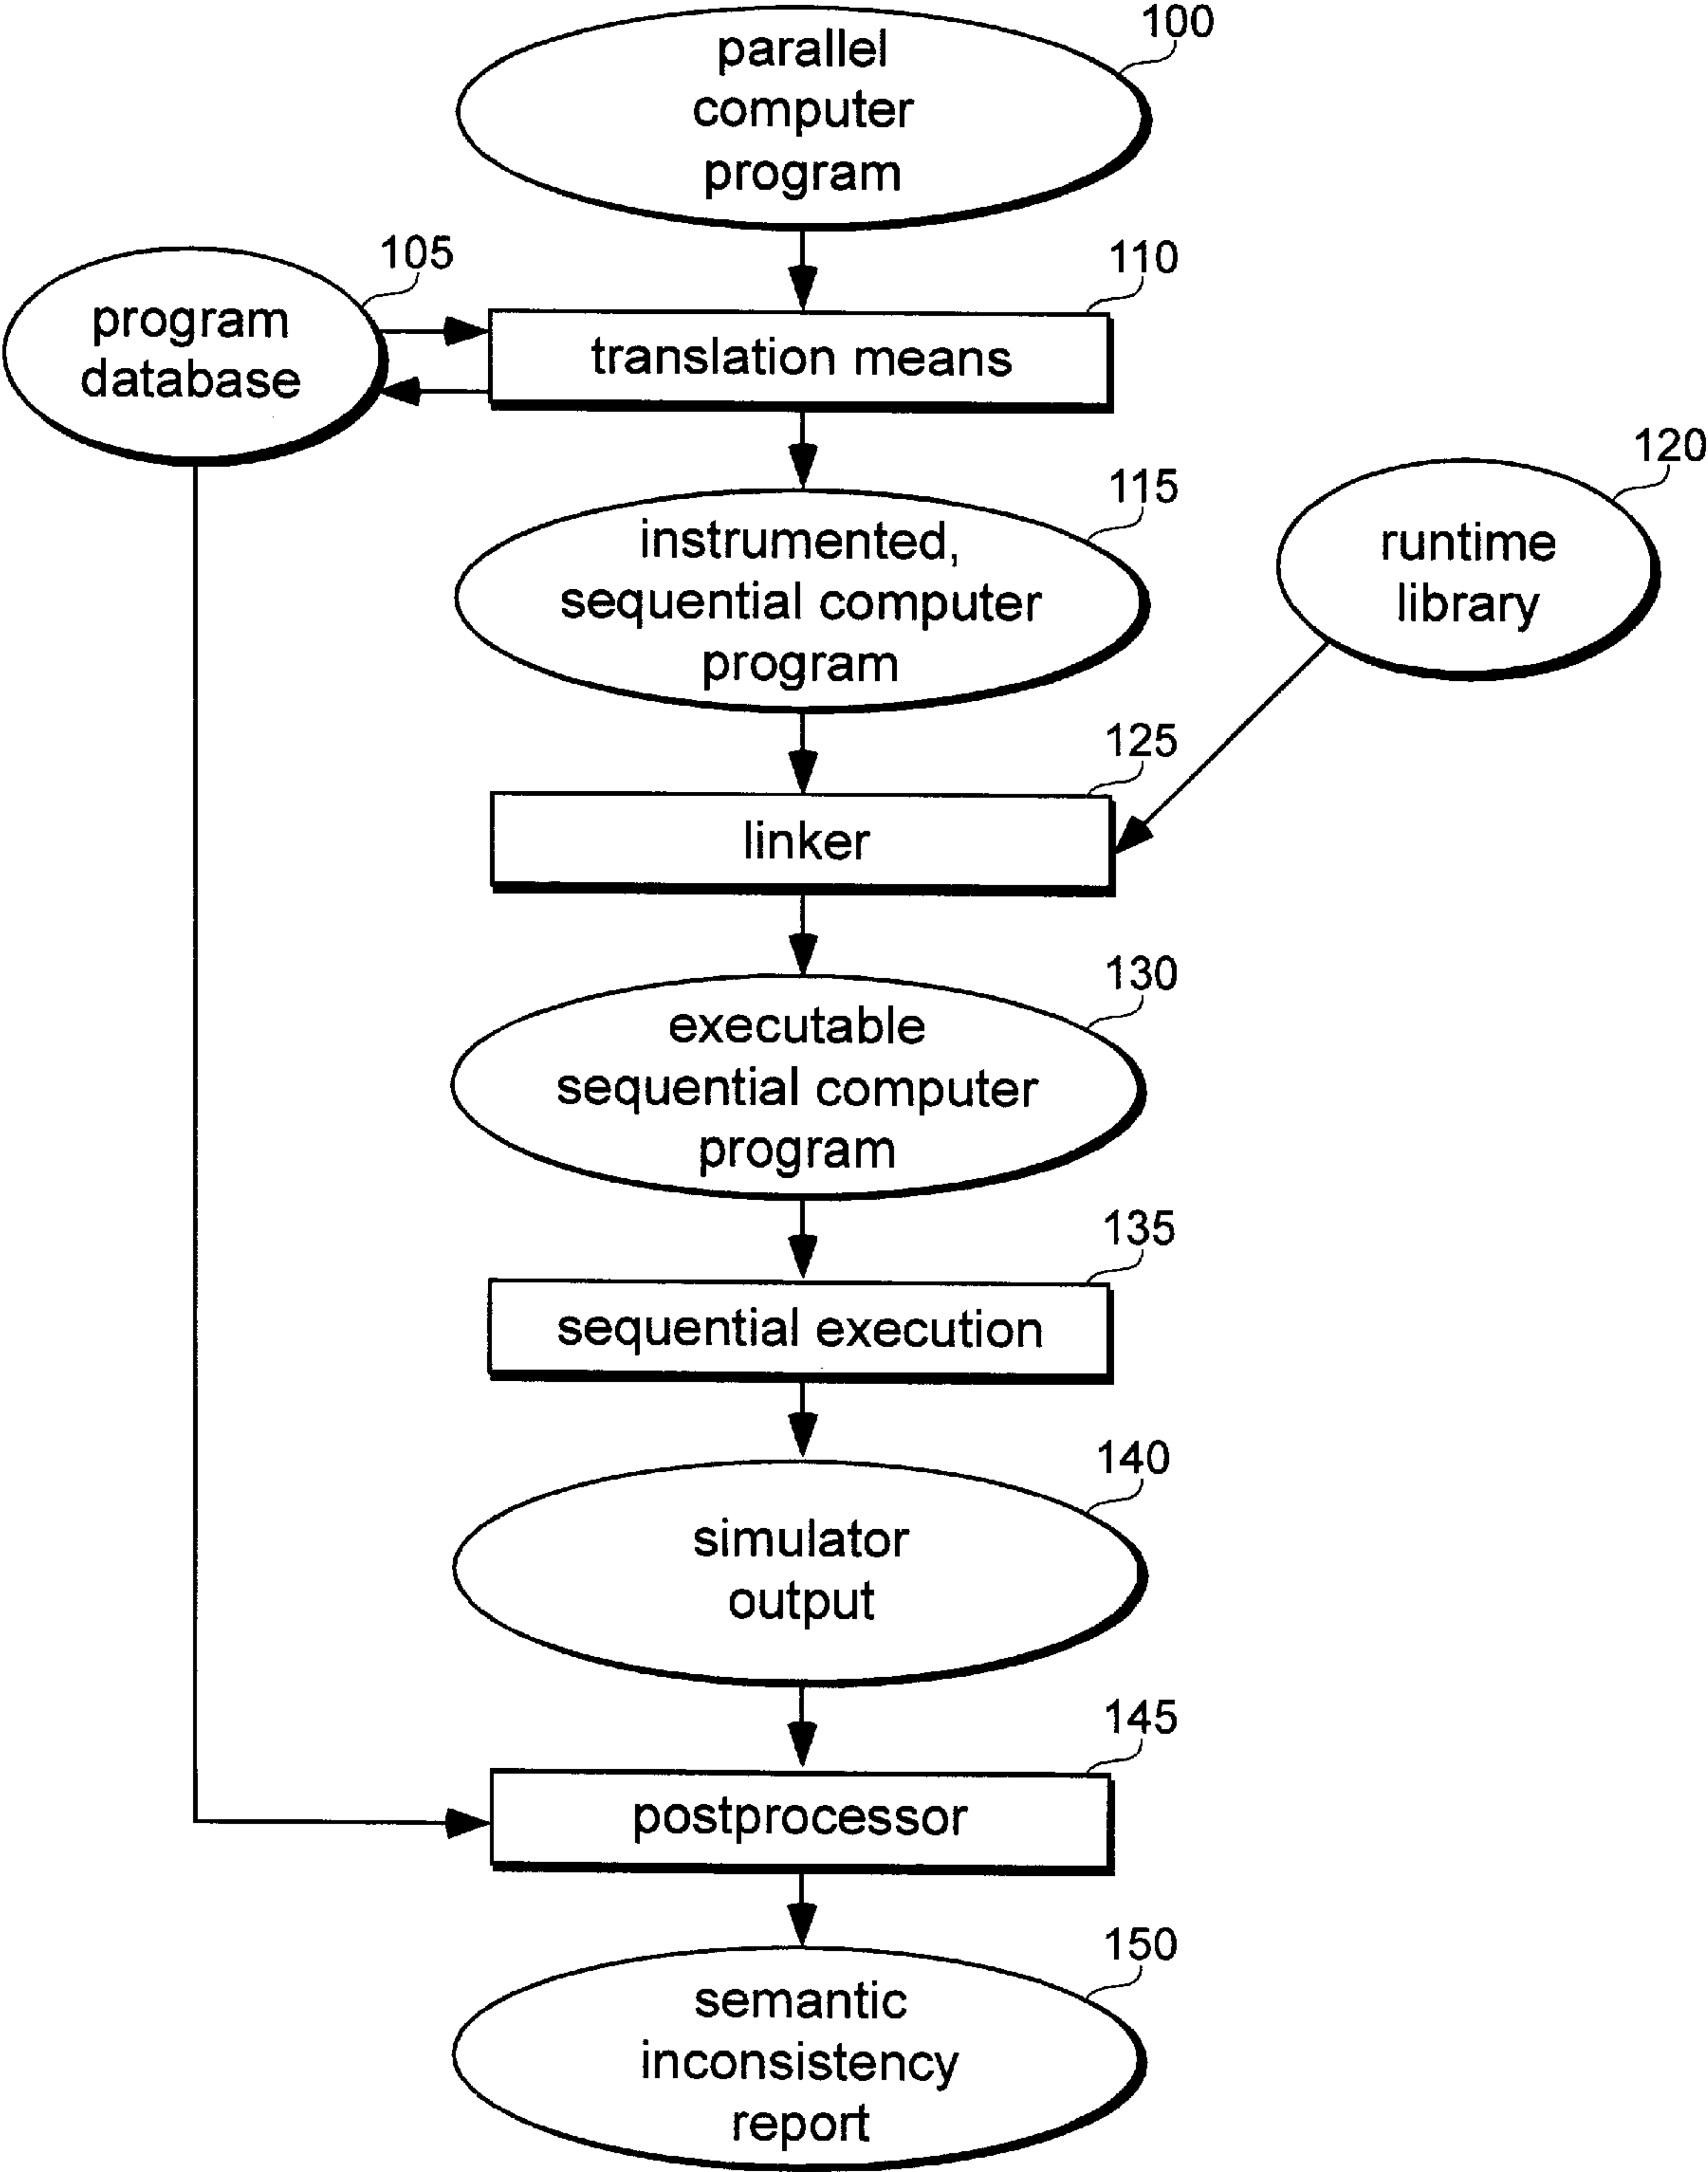 100
parallel
computer
program
105
program
database
110
translation means
115
instrumented,
sequential computer
program
120
runtime
library
125
linker
130
executable
sequential computer
program
135
sequential execution
140
simulator
output
145
postprocessor
150
semantic
inconsistency
report